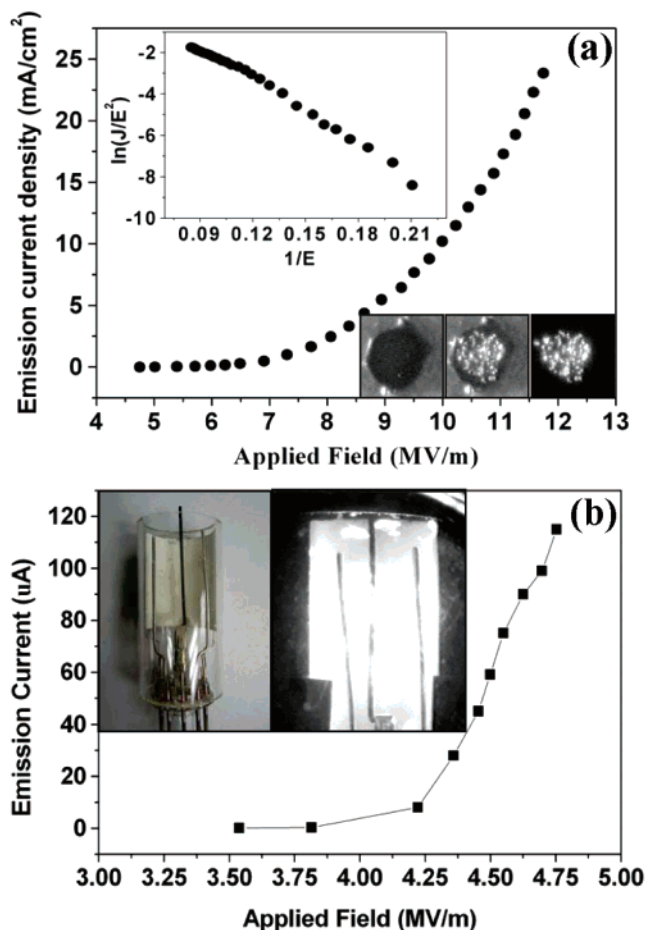 (a)
Emission current density (mA/cm²)
25
20
15
10
5
0
4 5 6 7 8 9 10 11 12 13
Applied Field (MV/m)
ln(J/E²)
-2
-4
-6
-8
-10
0.09 0.12 0.15 0.18 0.21
1/E
(b)
Emission Current (uA)
120
100
80
60
40
20
0
3.00 3.25 3.50 3.75 4.00 4.25 4.50 4.75 5.00
Applied Field (MV/m)